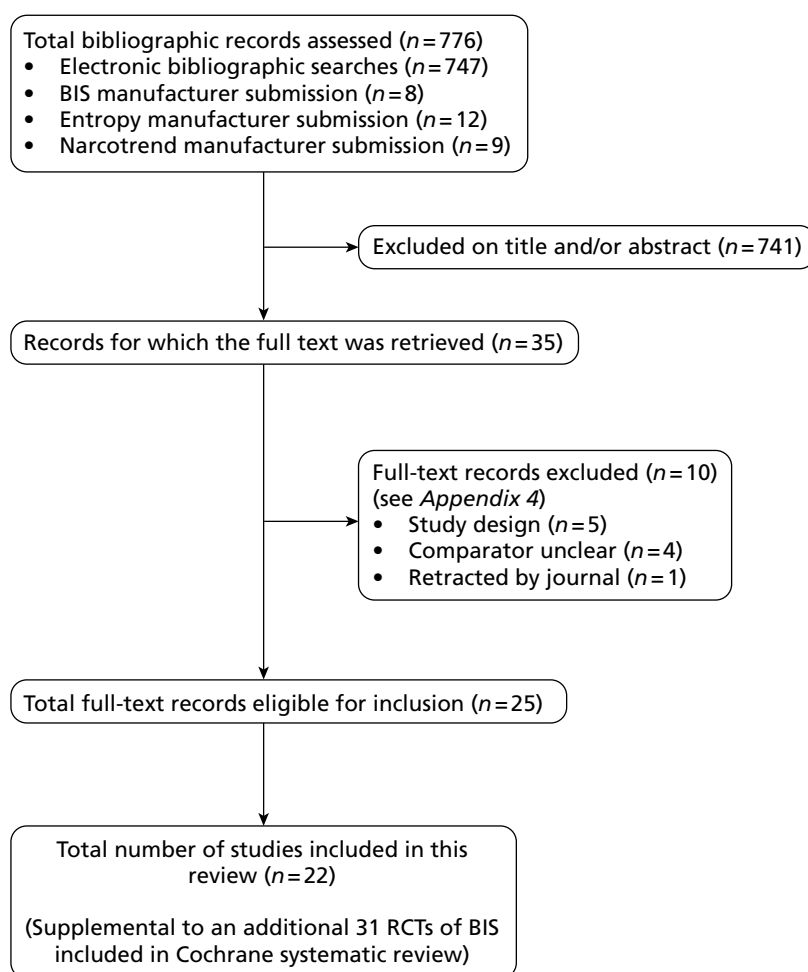 Total bibliographic records assessed (n=776)
• Electronic bibliographic searches (n=747)
• BIS manufacturer submission (n=8)
• Entropy manufacturer submission (n=12)
• Narcotrend manufacturer submission (n=9)
Excluded on title and/or abstract (n=741)
Records for which the full text was retrieved (n=35)
Full-text records excluded (n=10)
(see Appendix 4)
• Study design (n=5)
• Comparator unclear (n=4)
• Retracted by journal (n=1)
Total full-text records eligible for inclusion (n=25)
Total number of studies included in this
review (n=22)
(Supplemental to an additional 31 RCTs of BIS
included in Cochrane systematic review)